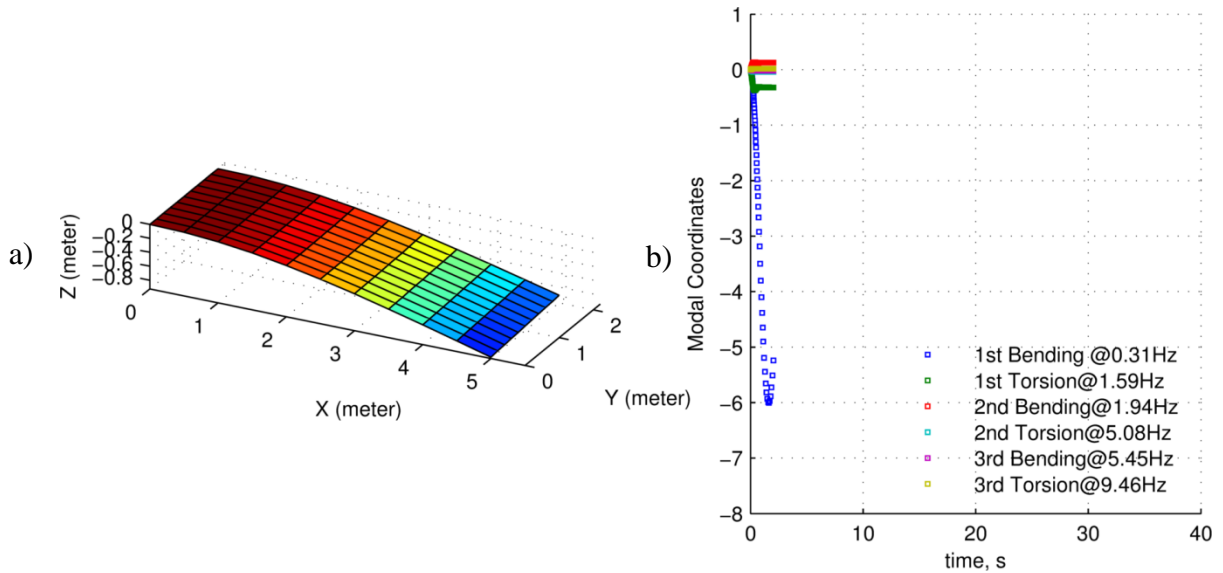 a)
Z (meter)
0
−0.2
−0.4
−0.6
−0.8
0
1
2
3
4
5
X (meter)
0
1
2
Y (meter)
b)
Modal Coordinates
1
0
−1
−2
−3
−4
−5
−6
−7
−8
1st Bending @0.31Hz
1st Torsion@1.59Hz
2nd Bending@1.94Hz
2nd Torsion@5.08Hz
3rd Bending@5.45Hz
3rd Torsion@9.46Hz
0
10
20
30
40
time, s